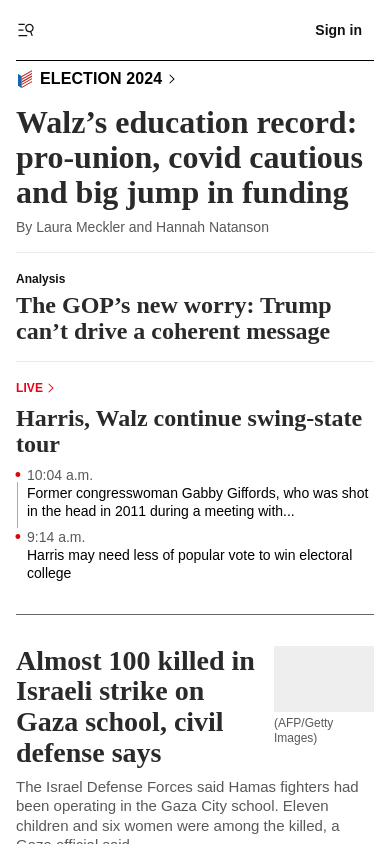 Sign in
ELECTION 2024
Walz’s education record:
pro-union, covid cautious
and big jump in funding
By Laura Meckler and Hannah Natanson
Analysis
The GOP’s new worry: Trump
can’t drive a coherent message
LIVE
Harris, Walz continue swing-state
tour
10:04 a.m.
Former congresswoman Gabby Giffords, who was shot
in the head in 2011 during a meeting with...
9:14 a.m.
Harris may need less of popular vote to win electoral
college
Almost 100 killed in
Israeli strike on
Gaza school, civil
defense says
(AFP/Getty
Images)
The Israel Defense Forces said Hamas fighters had
been operating in the Gaza City school. Eleven
children and six women were among the killed, a
Gaza official said.